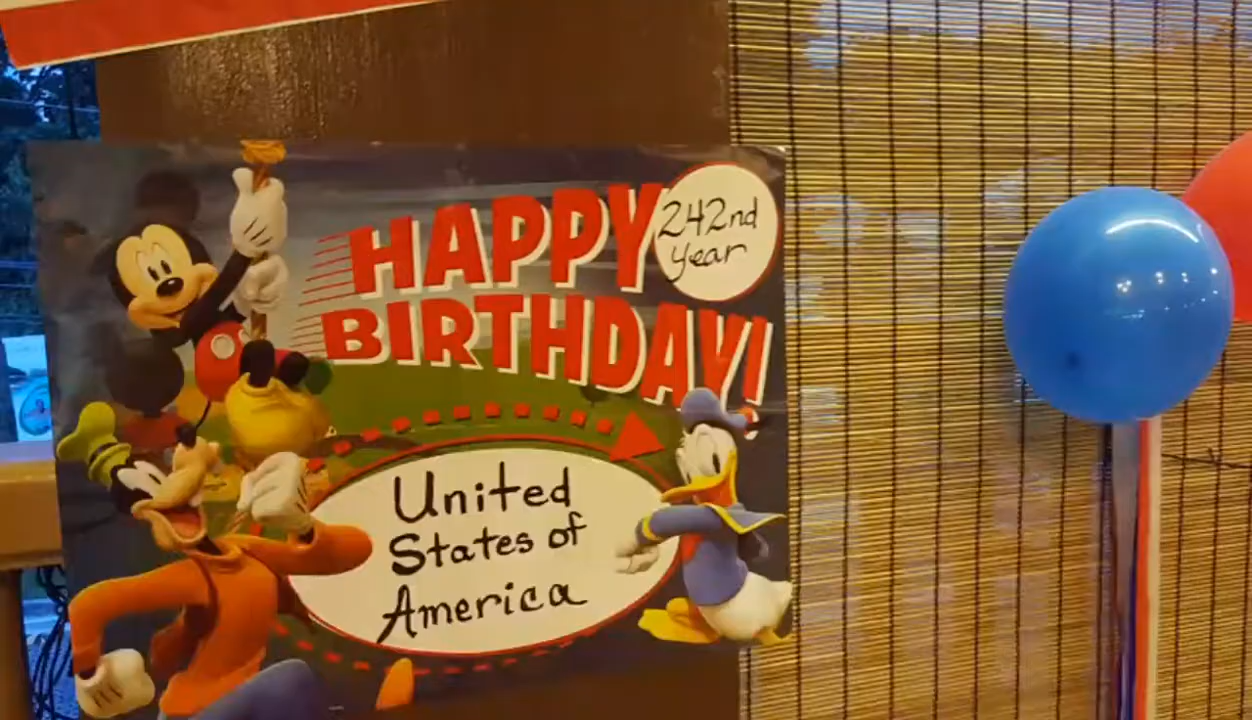 HAPPY
BIRTHDAY!
242nd
year
United
States of
America